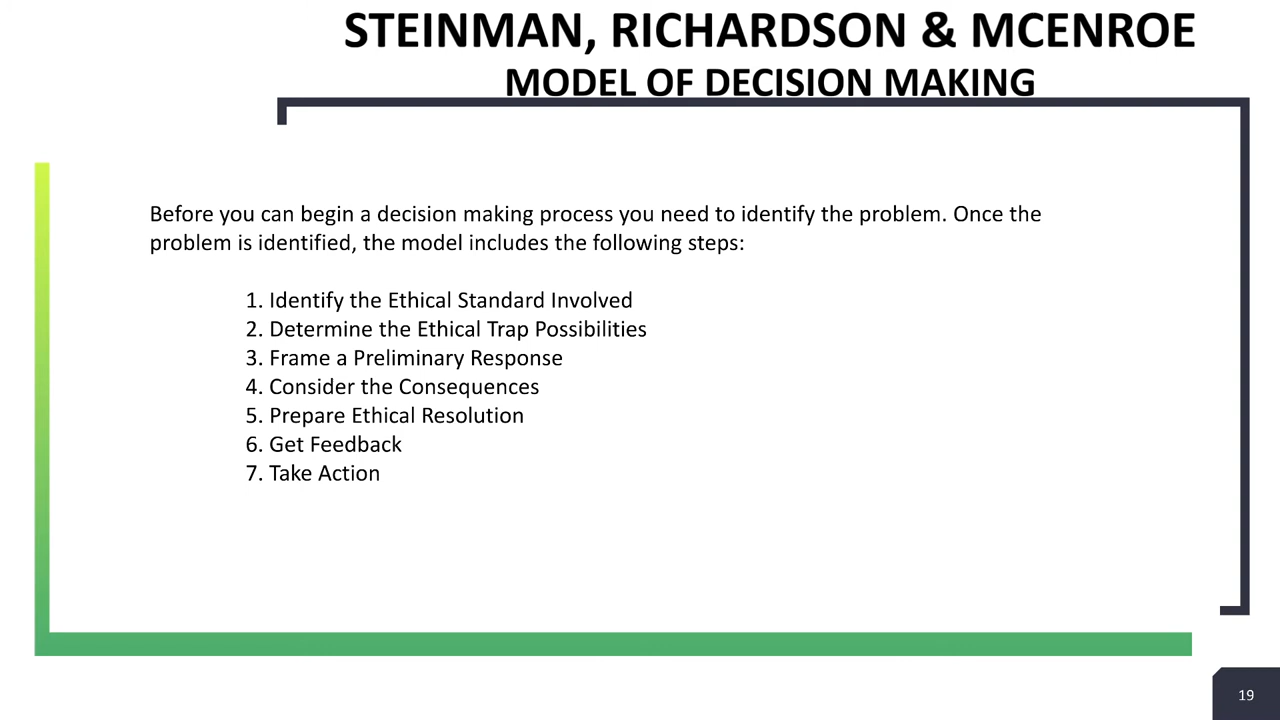 STEINMAN, RICHARDSON & MCENROE
MODEL OF DECISION MAKING
Before you can begin a decision making process you need to identify the problem. Once the
problem is identified, the model includes the following steps:
1. Identify the Ethical Standard Involved
2. Determine the Ethical Trap Possibilities
3. Frame a Preliminary Response
4. Consider the Consequences
5. Prepare Ethical Resolution
6. Get Feedback
7. Take Action
19